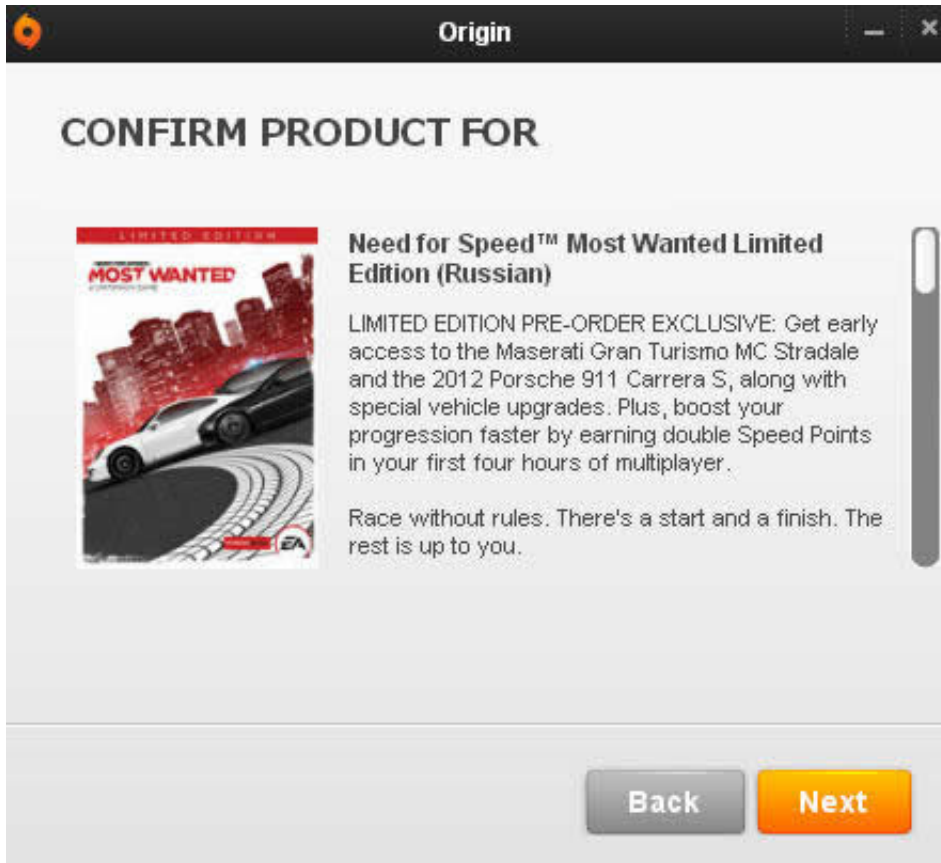 Origin
CONFIRM PRODUCT FOR
LIMITED EDITION
MOST WANTED
Need for Speed™ Most Wanted Limited
Edition (Russian)
LIMITED EDITION PRE-ORDER EXCLUSIVE: Get early
access to the Maserati Gran Turismo MC Stradale
and the 2012 Porsche 911 Carrera S, along with
special vehicle upgrades. Plus, boost your
progression faster by earning double Speed Points
in your first four hours of multiplayer.
Race without rules. There's a start and a finish. The
rest is up to you.
EA
Back
Next